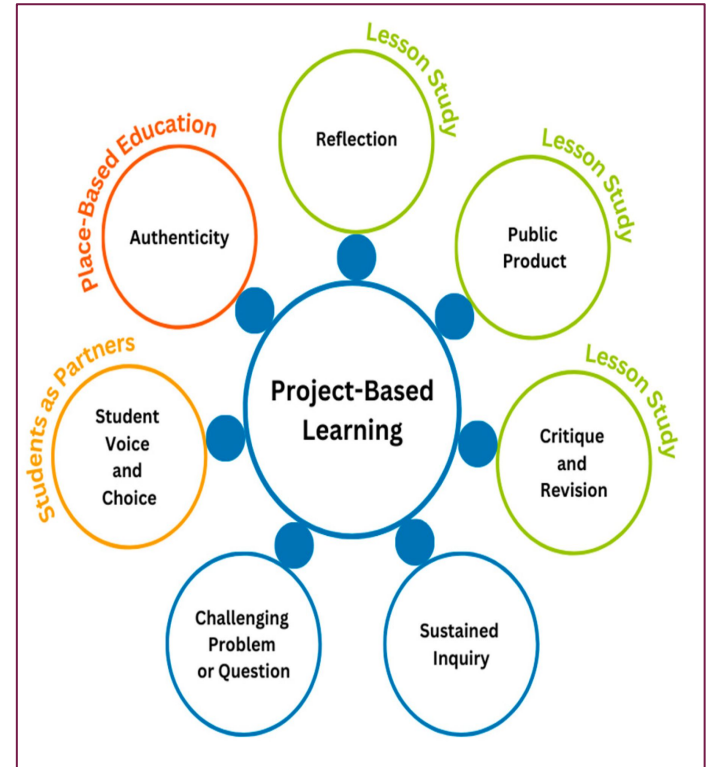 Lesson Study
Reflection
Lesson Study
Public
Product
Place-Based Education
Authenticity
Project-Based
Learning
Students as Partners
Student
Voice
and
Choice
Lesson Study
Critique
and
Revision
Challenging
Problem
or Question
Sustained
Inquiry